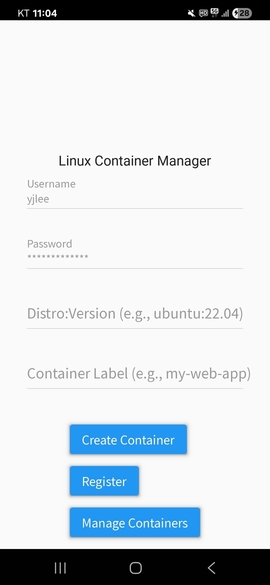 KT 11:04
28
Linux Container Manager
Username
yjlee
Password
*************
Distro:Version (e.g., ubuntu:22.04)
Container Label (e.g., my-web-app)
Create Container
Register
Manage Containers